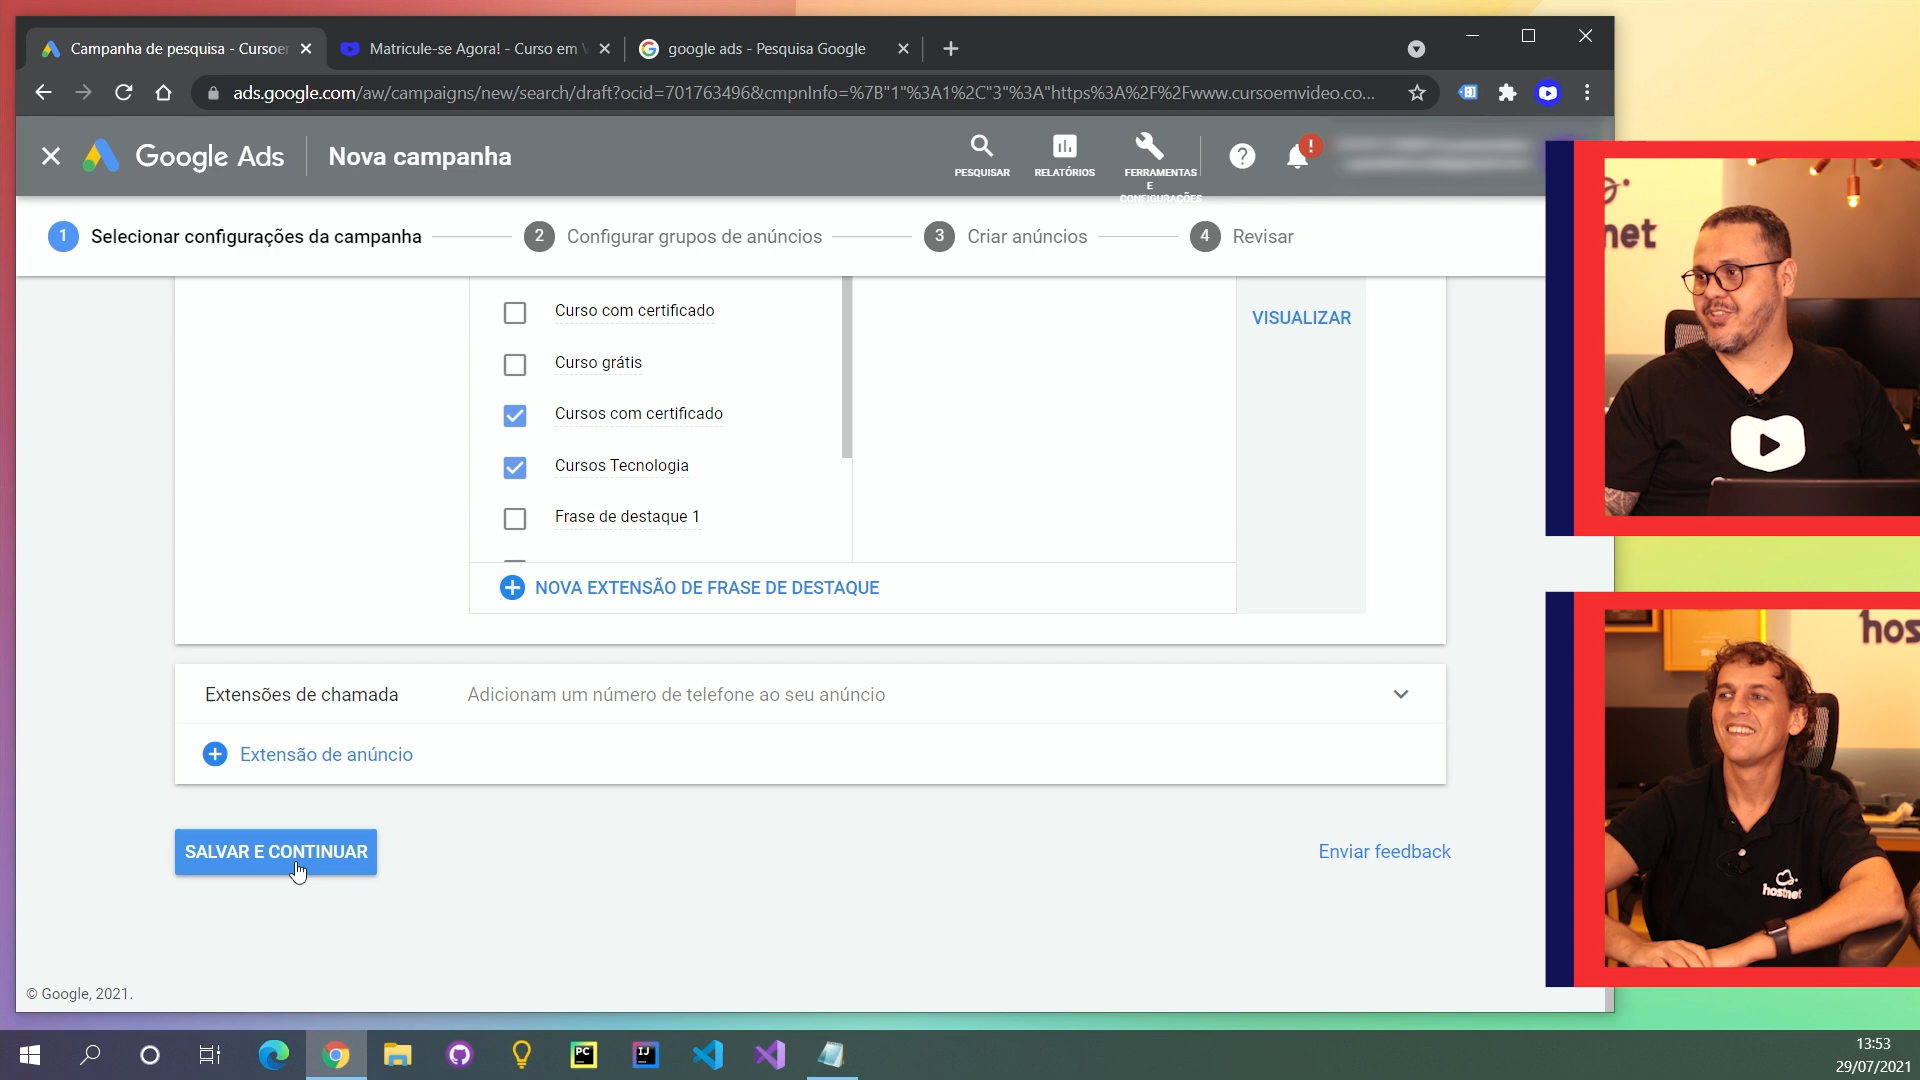 Campanha de pesquisa - Cursoer
Matricule-se Agora! - Curso em V
google ads - Pesquisa Google
ads.google.com/aw/campaigns/new/search/draft?ocid=701763496&cmpnInfo=%7B"1"%3A1%2C"3"%3A"https%3A%2F%2Fwww.cursoemvideo.co...
Google Ads
Nova campanha
PESQUISAR
RELATÓRIOS
FERRAMENTAS
E
CONFIGURAÇÕES
1 Selecionar configurações da campanha
2 Configurar grupos de anúncios
3 Criar anúncios
4 Revisar
Curso com certificado
Curso grátis
Cursos com certificado
Cursos Tecnologia
Frase de destaque 1
VISUALIZAR
NOVA EXTENSÃO DE FRASE DE DESTAQUE
Extensões de chamada
Adicionam um número de telefone ao seu anúncio
Extensão de anúncio
SALVAR E CONTINUAR
Enviar feedback
© Google, 2021.
net
hos
hostnet
PC
IJ
13:53
29/07/2021